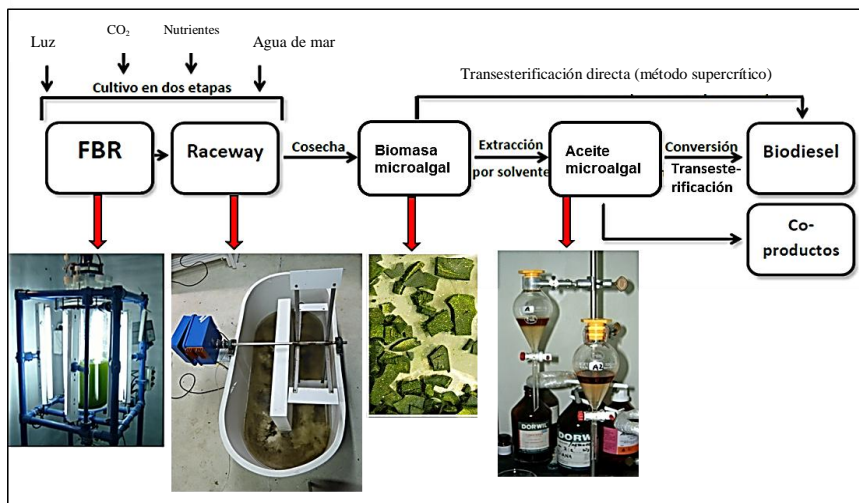 Luz
CO₂
Nutrientes
Agua de mar
Cultivo en dos etapas
Transesterificación directa (método supercrítico)
FBR
Raceway
Cosecha
Biomasa
microalgal
Extracción
por solvente
Aceite
microalgal
Conversión
Transeste-
rificación
Biodiesel
Co-
productos
A2
DORWIL
DORWIL